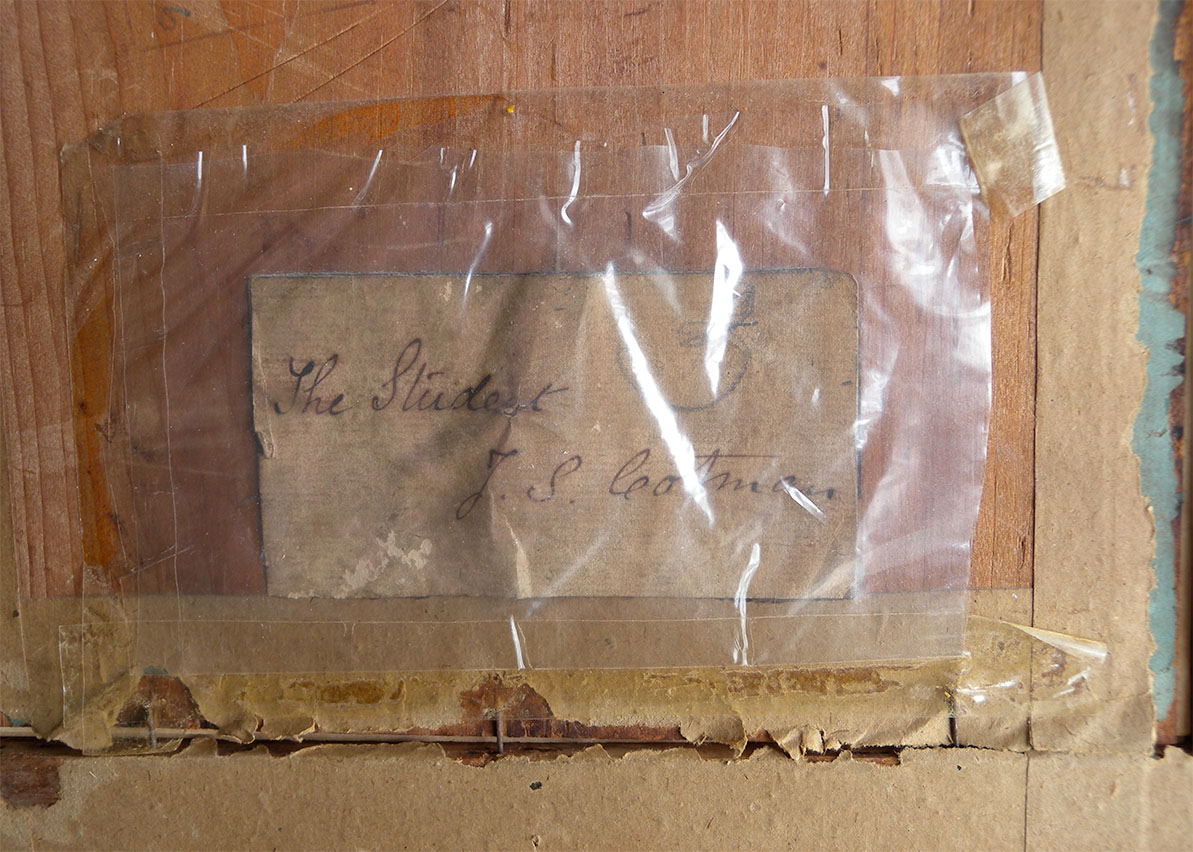 The Student
J. S. Cotman